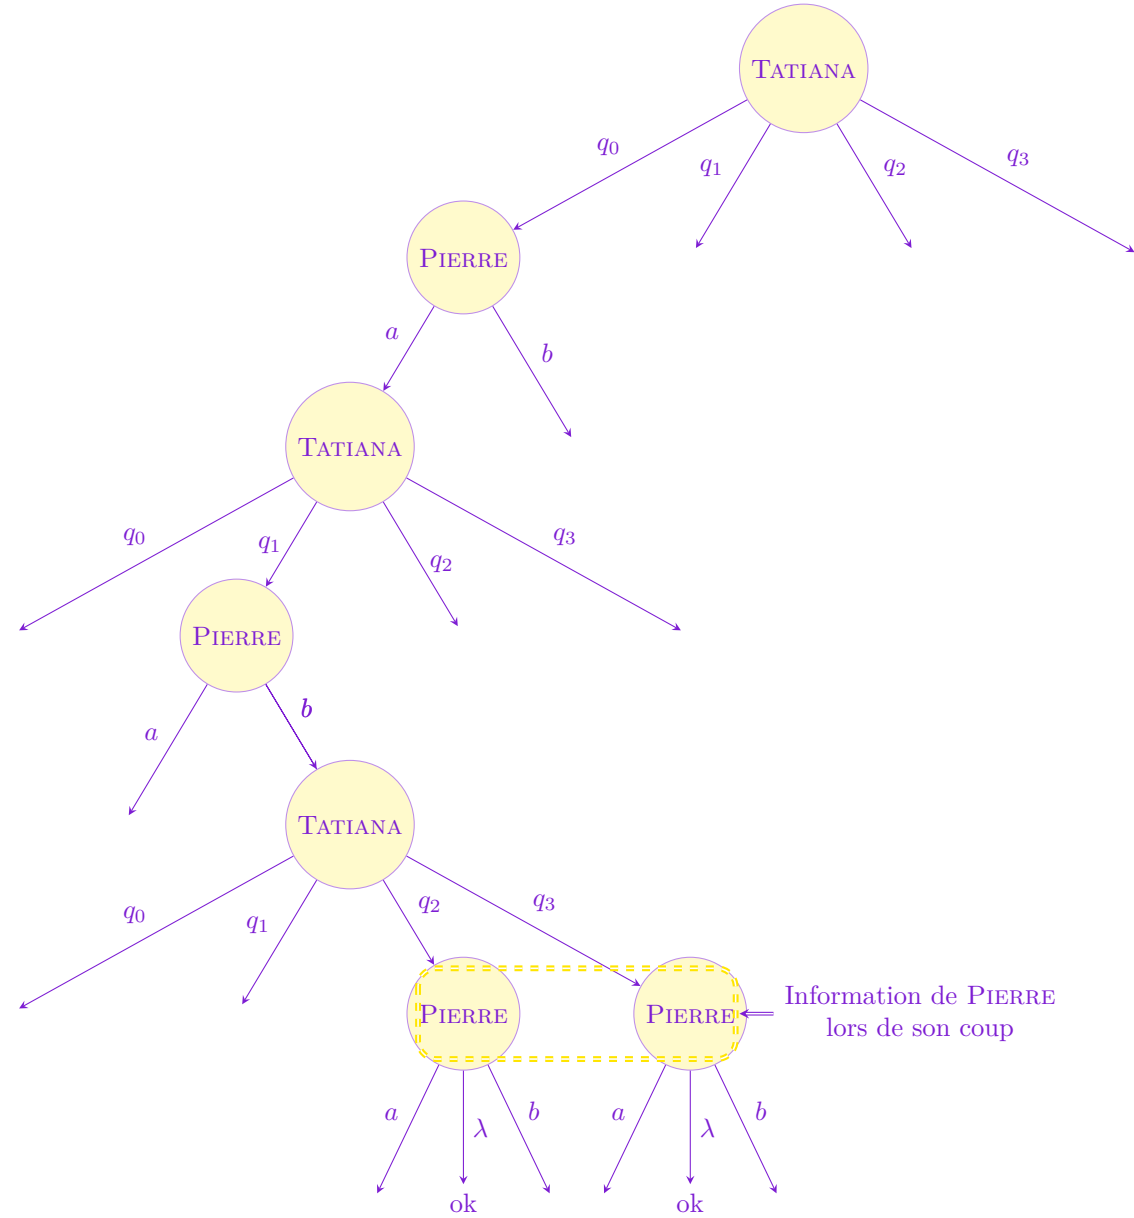 TATIANA
q0
q1
q2
q3
PIERRE
a
b
TATIANA
q0
q1
q2
q3
PIERRE
a
b
TATIANA
q0
q1
q2
q3
PIERRE
PIERRE
Information de PIERRE
lors de son coup
a
λ
b
a
λ
b
ok
ok